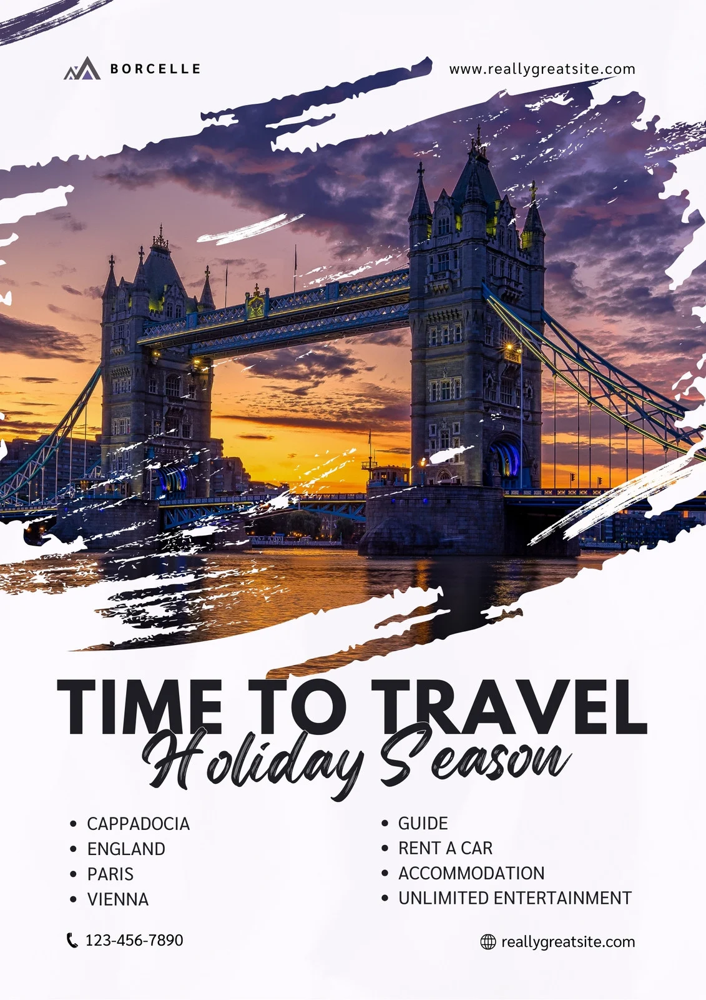 BORCELLE
www.reallygreatsite.com
TIME TO TRAVEL
Holiday Season
• CAPPADOCIA
• ENGLAND
• PARIS
• VIENNA
• GUIDE
• RENT A CAR
• ACCOMMODATION
• UNLIMITED ENTERTAINMENT
123-456-7890
reallygreatsite.com